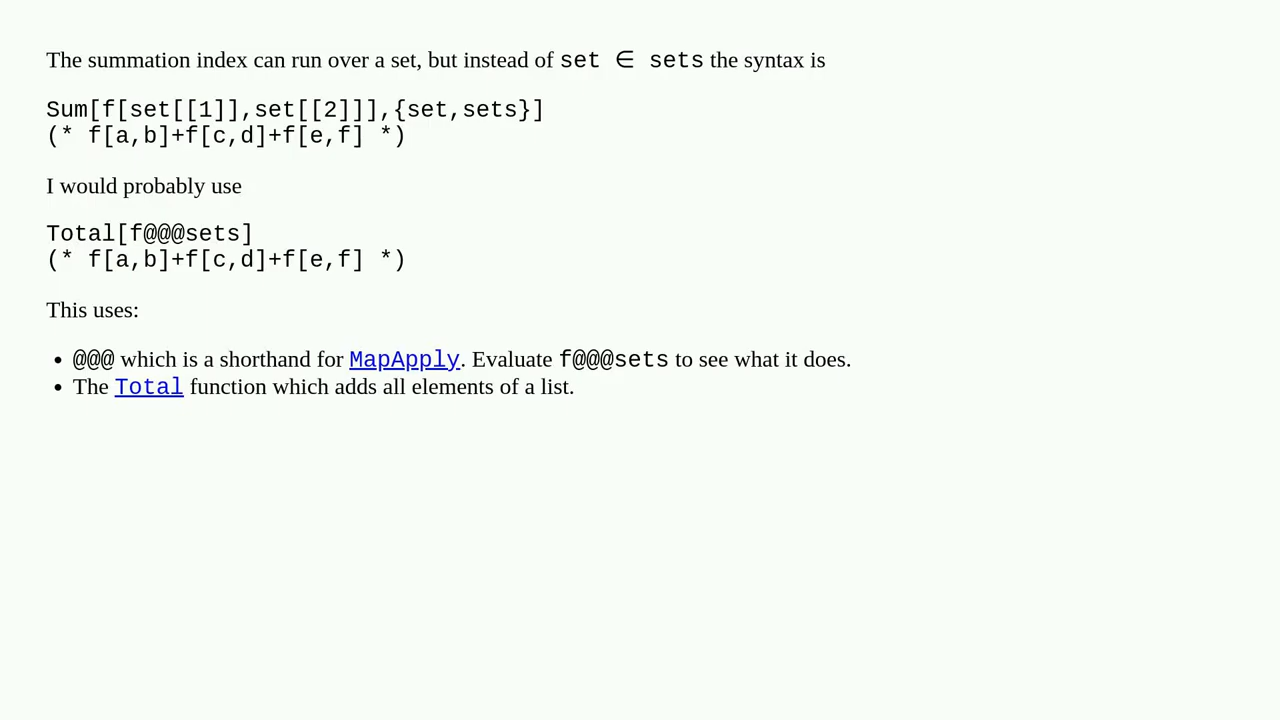 The summation index can run over a set, but instead of set ∈ sets the syntax is
Sum[f[set[[1]],set[[2]]],{set,sets}]
(* f[a,b]+f[c,d]+f[e,f] *)
I would probably use
Total[f@@@sets]
(* f[a,b]+f[c,d]+f[e,f] *)
This uses:
• @@@ which is a shorthand for MapApply. Evaluate f@@@sets to see what it does.
• The Total function which adds all elements of a list.